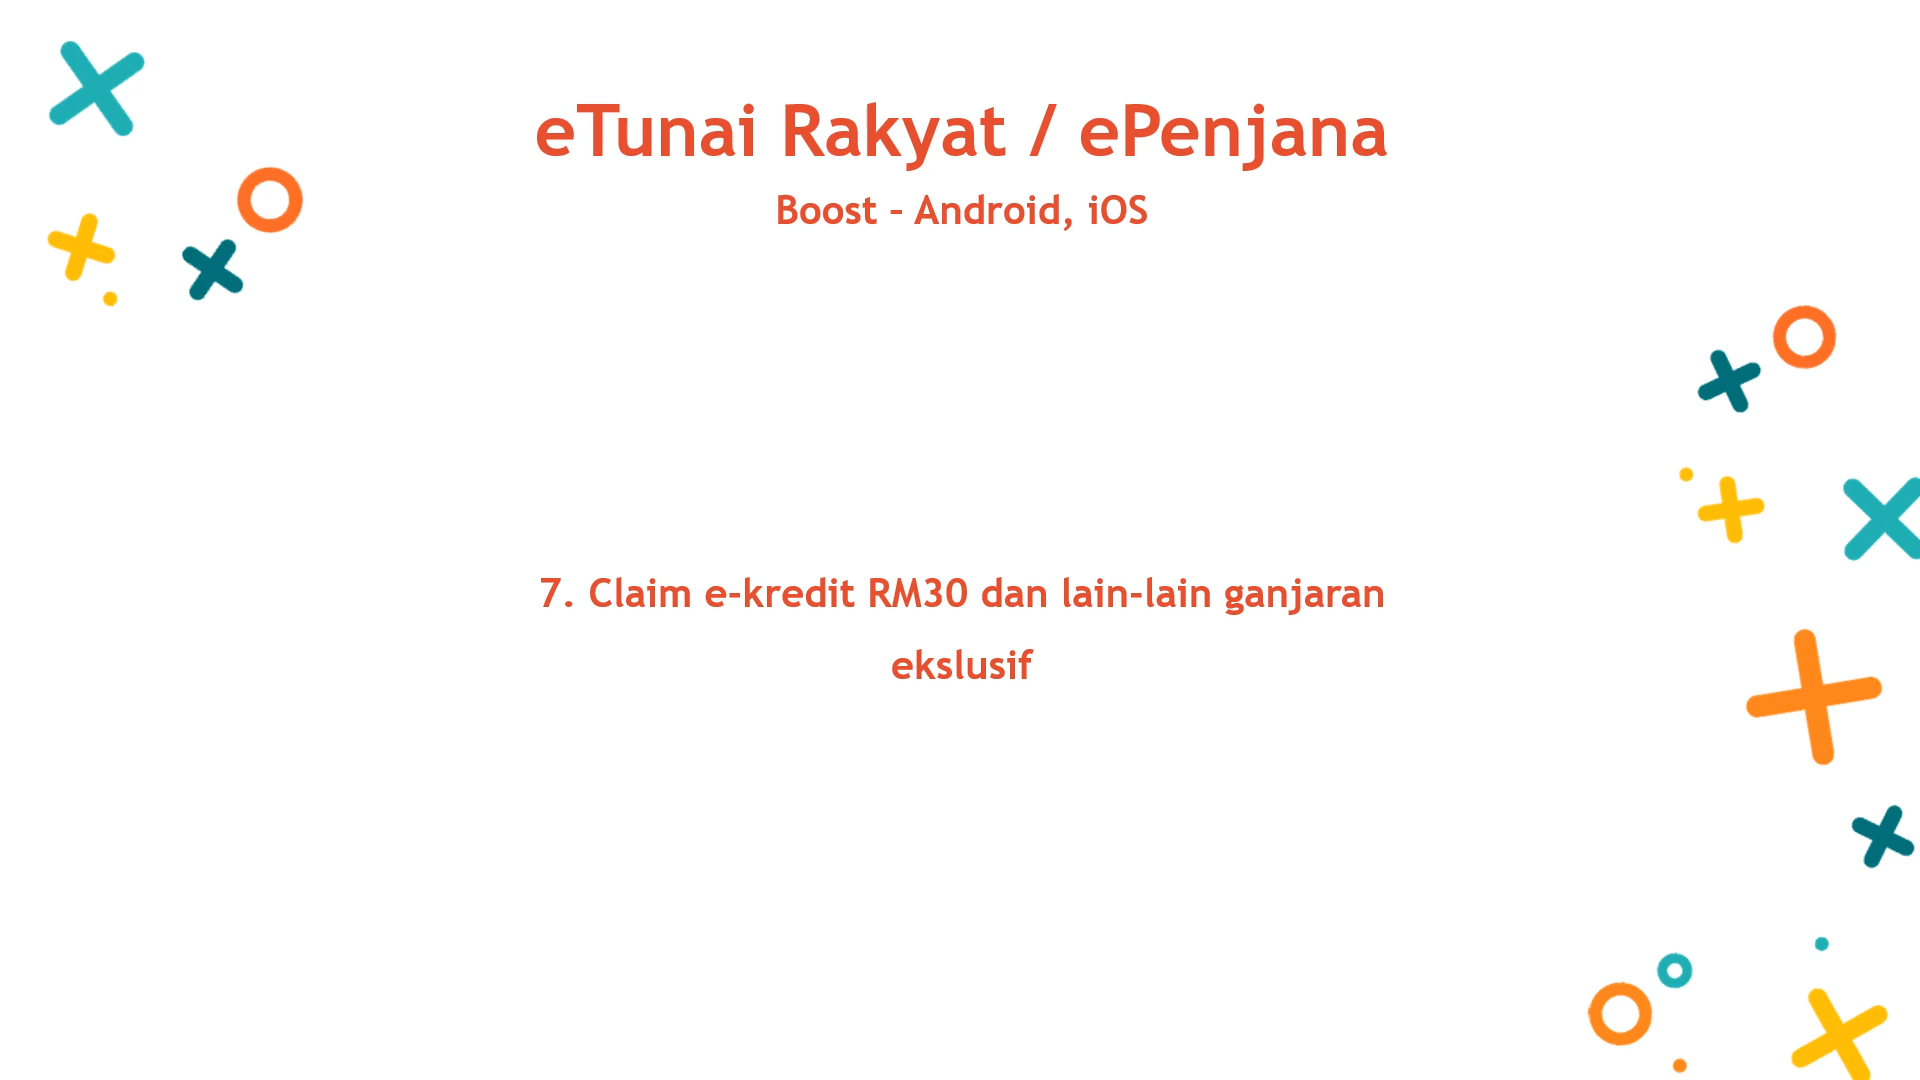 eTunai Rakyat / ePenjana
Boost – Android, iOS
7. Claim e-kredit RM30 dan lain-lain ganjaran
ekslusif